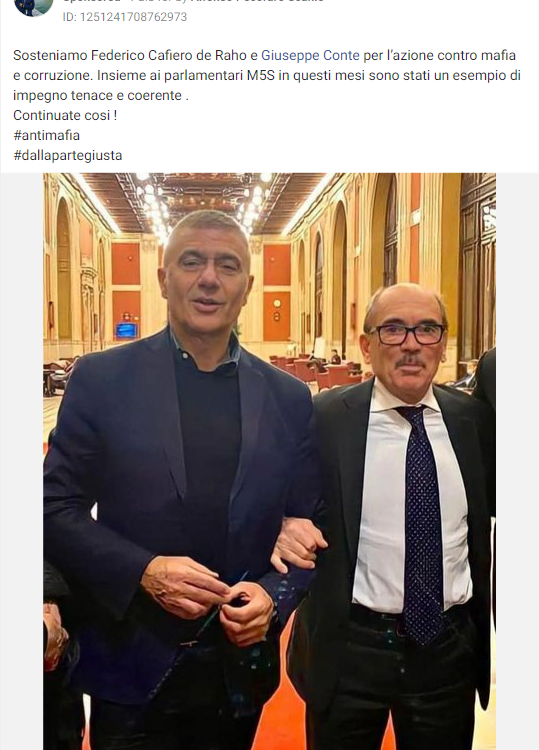 ID: 1251241708762973
Sosteniamo Federico Cafiero de Raho e Giuseppe Conte per l'azione contro mafia
e corruzione. Insieme ai parlamentari M5S in questi mesi sono stati un esempio di
impegno tenace e coerente .
Continuate cosi !
#antimafia
#dallapartegiusta